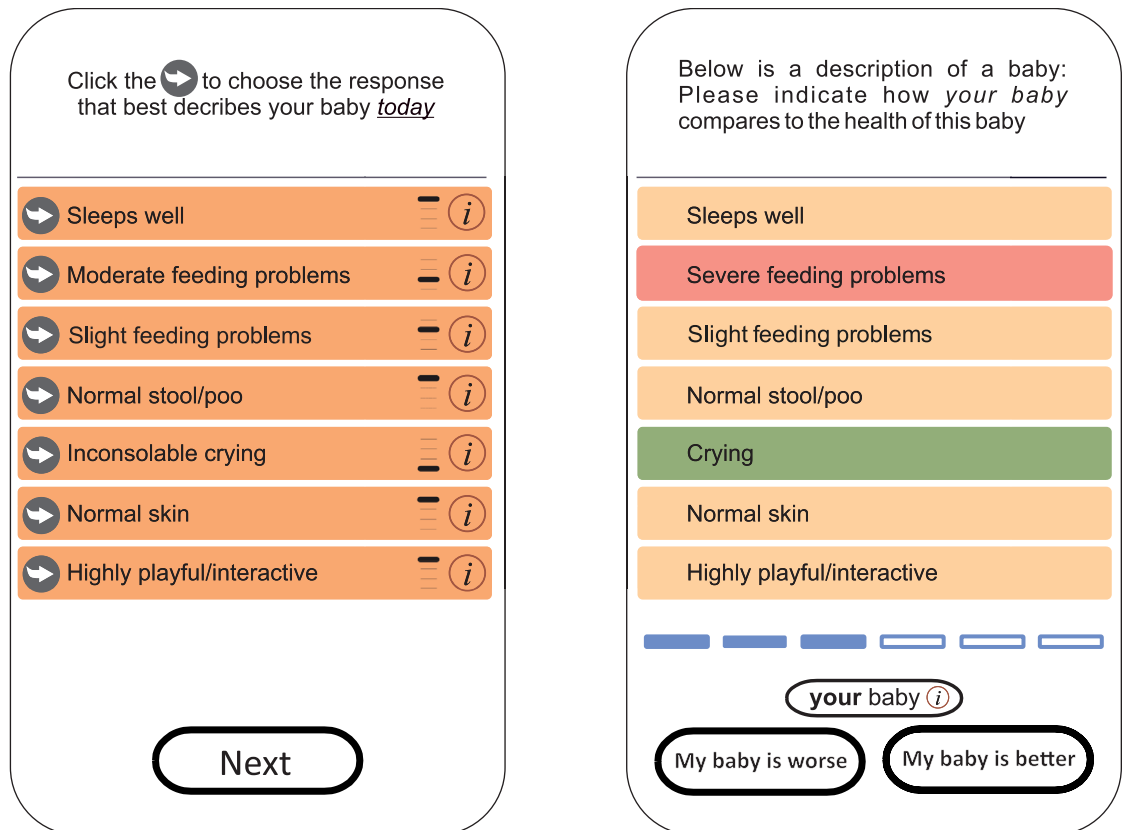 Click the to choose the response
that best decribes your baby today
Sleeps well i
Moderate feeding problems i
Slight feeding problems i
Normal stool/poo i
Inconsolable crying i
Normal skin i
Highly playful/interactive i
Next
Below is a description of a baby:
Please indicate how your baby
compares to the health of this baby
Sleeps well
Severe feeding problems
Slight feeding problems
Normal stool/poo
Crying
Normal skin
Highly playful/interactive
your baby i
My baby is worse
My baby is better